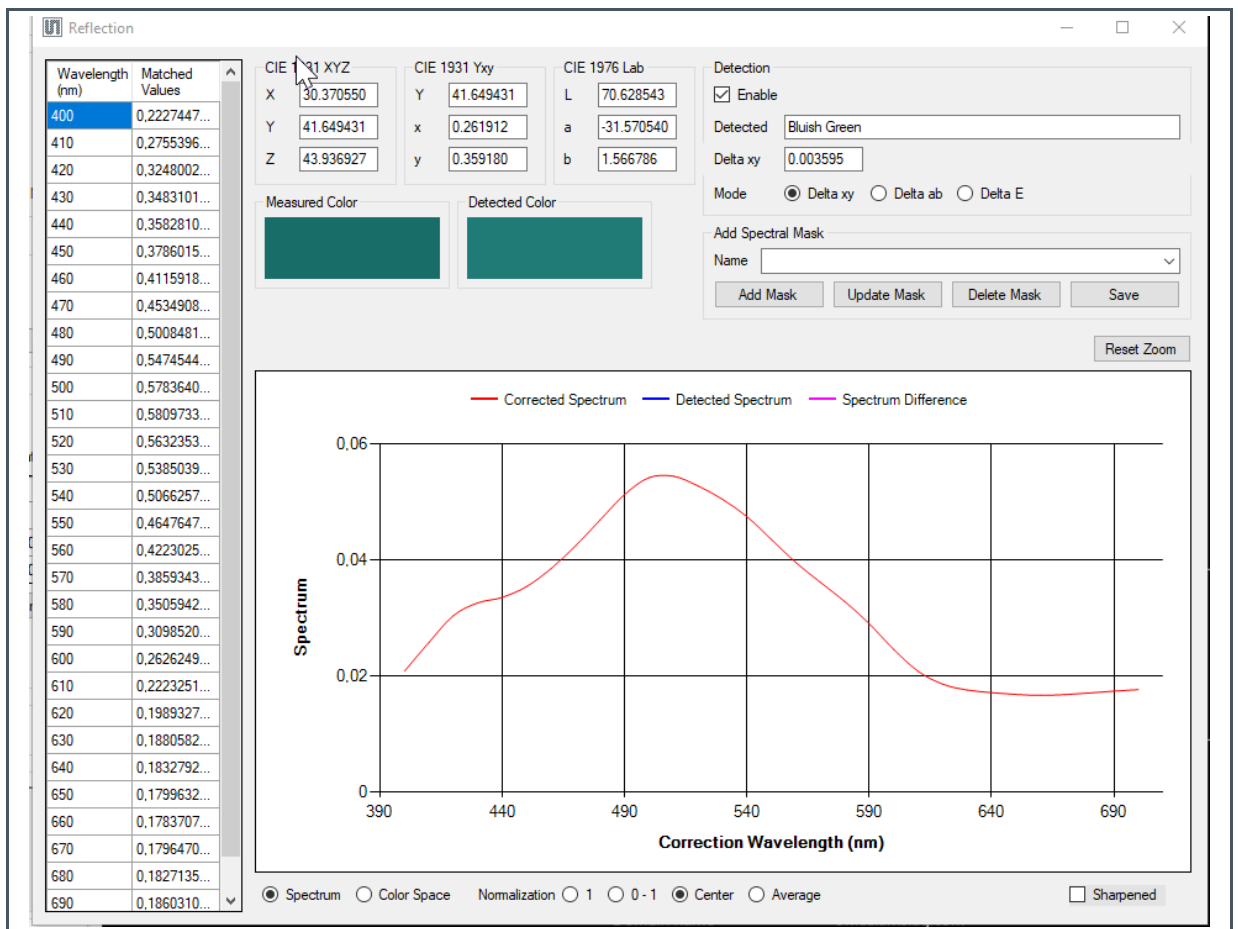 Reflection
Wavelength (nm) Matched Values
400 0,2227447...
410 0,2755396...
420 0,3248002...
430 0,3483101...
440 0,3582810...
450 0,3786015...
460 0,4115918...
470 0,4534908...
480 0,5008481...
490 0,5474544...
500 0,5783640...
510 0,5809733...
520 0,5632353...
530 0,5385039...
540 0,5066257...
550 0,4647647...
560 0,4223025...
570 0,3859343...
580 0,3505942...
590 0,3098520...
600 0,2626249...
610 0,2223251...
620 0,1989327...
630 0,1880582...
640 0,1832792...
650 0,1799632...
660 0,1783707...
670 0,1796470...
680 0,1827135...
690 0,1860310...
CIE 1931 XYZ
X 30.370550
Y 41.649431
Z 43.936927
CIE 1931 Yxy
Y 41.649431
x 0.261912
y 0.359180
CIE 1976 Lab
L 70.628543
a -31.570540
b 1.566786
Measured Color
Detected Color
Detection
Enable
Detected Bluish Green
Delta xy 0.003595
Mode Delta xy Delta ab Delta E
Add Spectral Mask
Name
Add Mask Update Mask Delete Mask Save
Reset Zoom
Corrected Spectrum Detected Spectrum Spectrum Difference
Spectrum
0,06
0,04
0,02
0
390 440 490 540 590 640 690
Correction Wavelength (nm)
Spectrum Color Space Normalization 1 0 - 1 Center Average Sharpened